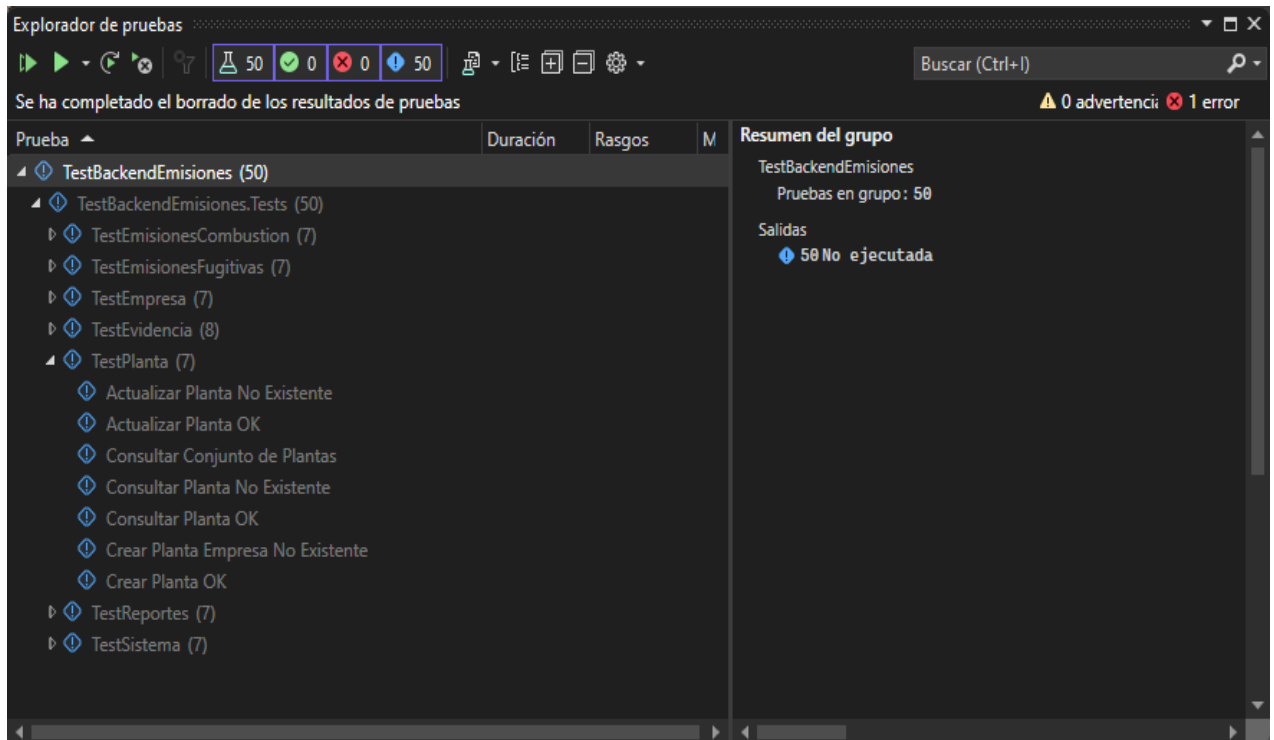 Explorador de pruebas
50 0 0 50 Buscar (Ctrl+I)
Se ha completado el borrado de los resultados de pruebas 0 advertencia 1 error
Prueba Duración Rasgos M
TestBackendEmisiones (50)
TestBackendEmisiones.Tests (50)
TestEmisionesCombustion (7)
TestEmisionesFugitivas (7)
TestEmpresa (7)
TestEvidencia (8)
TestPlanta (7)
Actualizar Planta No Existente
Actualizar Planta OK
Consultar Conjunto de Plantas
Consultar Planta No Existente
Consultar Planta OK
Crear Planta Empresa No Existente
Crear Planta OK
TestReportes (7)
TestSistema (7)
Resumen del grupo
TestBackendEmisiones
Pruebas en grupo: 50
Salidas
50 No ejecutada